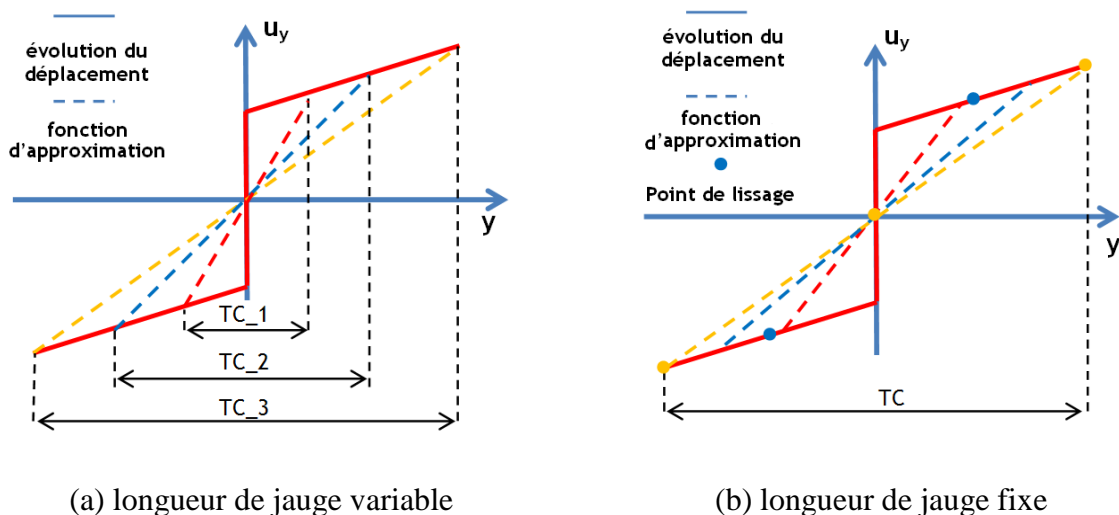 évolution du
déplacement
fonction
d'approximation
u_y
y
TC_1
TC_2
TC_3
(a) longueur de jauge variable
évolution du
déplacement
fonction
d'approximation
Point de lissage
u_y
y
TC
(b) longueur de jauge fixe